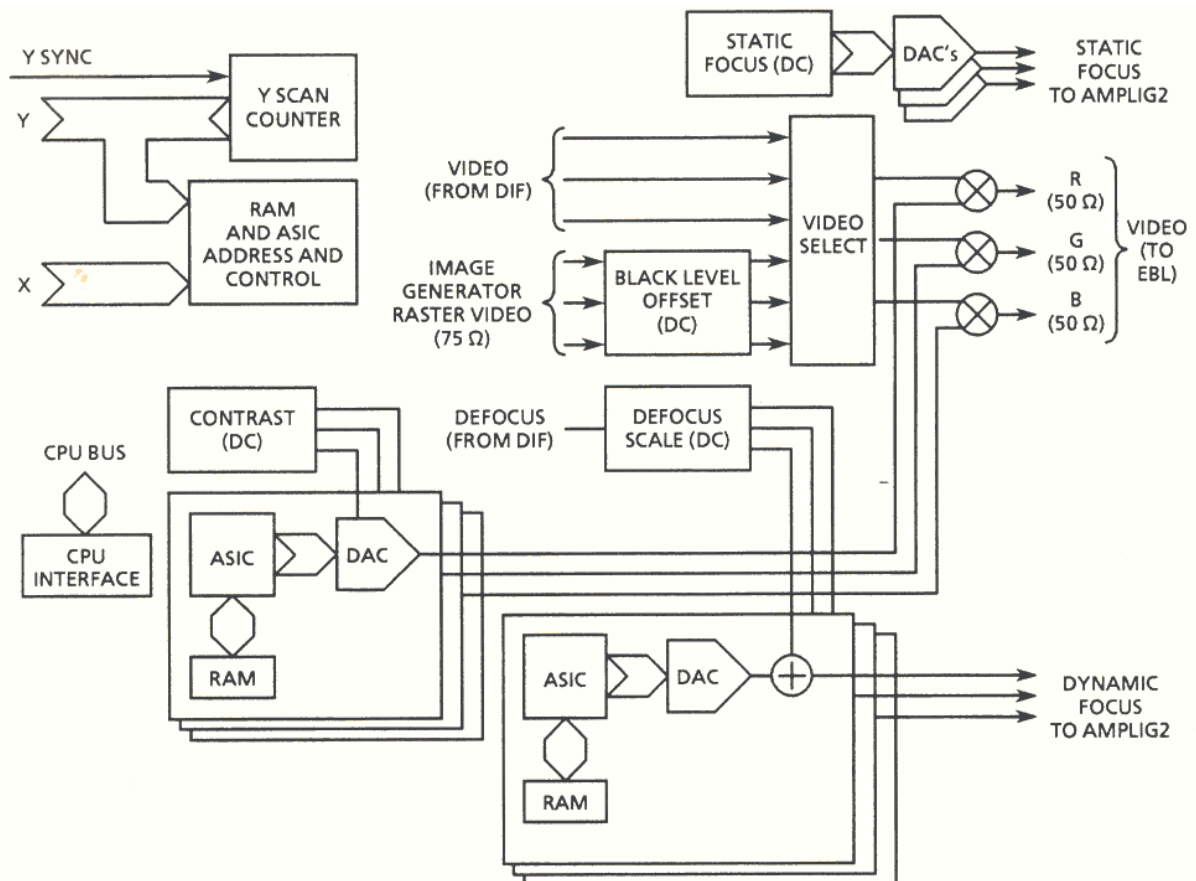 Y SYNC
Y
Y SCAN
COUNTER
RAM
AND ASIC
ADDRESS AND
CONTROL
X
STATIC
FOCUS (DC)
DAC's
STATIC
FOCUS
TO AMPLIG2
VIDEO
(FROM DIF)
IMAGE
GENERATOR
RASTER VIDEO
(75 Ω)
BLACK LEVEL
OFFSET
(DC)
VIDEO
SELECT
R
(50 Ω)
G
(50 Ω)
B
(50 Ω)
VIDEO
(TO
EBL)
CONTRAST
(DC)
DEFOCUS
(FROM DIF)
DEFOCUS
SCALE (DC)
CPU BUS
CPU
INTERFACE
ASIC
DAC
RAM
ASIC
DAC
RAM
DYNAMIC
FOCUS
TO AMPLIG2